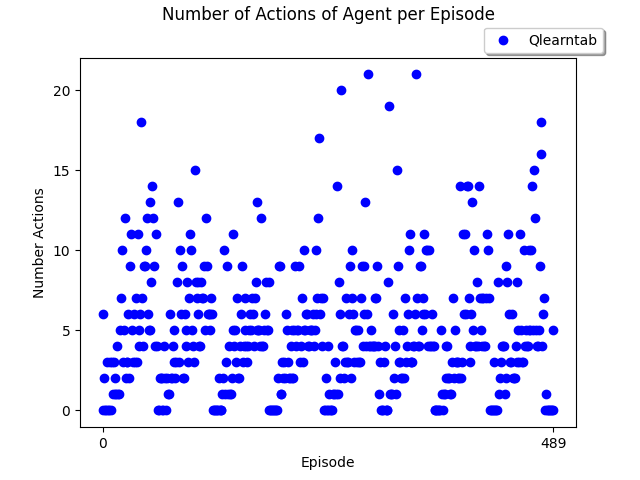 Number of Actions of Agent per Episode
Qlearntab
20
15
10
5
0
Number Actions
0
489
Episode